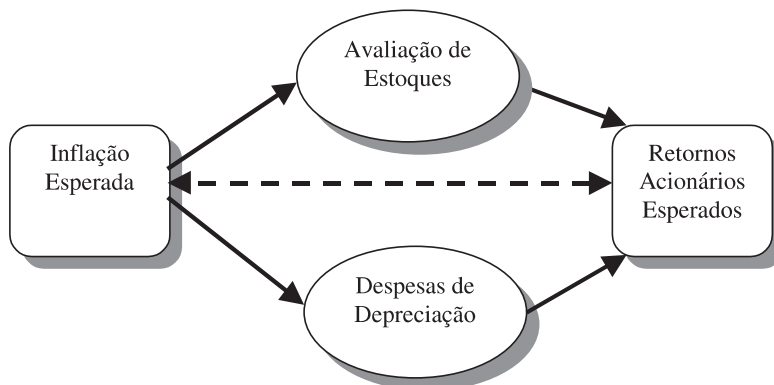 Avaliação de
Estoques
Inflação
Esperada
Retornos
Acionários
Esperados
Despesas de
Depreciação